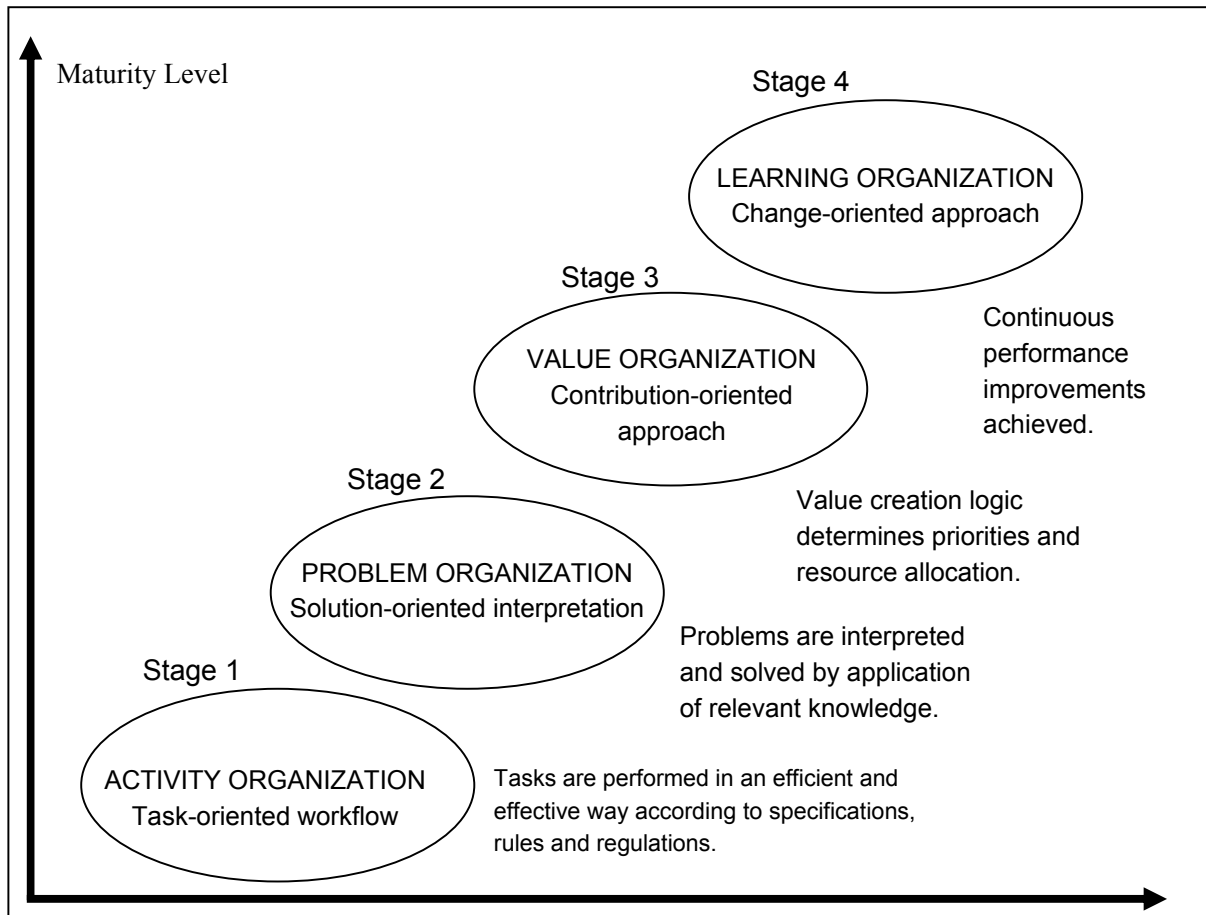 Maturity Level
Stage 4
LEARNING ORGANIZATION
Change-oriented approach
Continuous
performance
improvements
achieved.
Stage 3
VALUE ORGANIZATION
Contribution-oriented
approach
Value creation logic
determines priorities and
resource allocation.
Stage 2
PROBLEM ORGANIZATION
Solution-oriented interpretation
Problems are interpreted
and solved by application
of relevant knowledge.
Stage 1
ACTIVITY ORGANIZATION
Task-oriented workflow
Tasks are performed in an efficient and
effective way according to specifications,
rules and regulations.